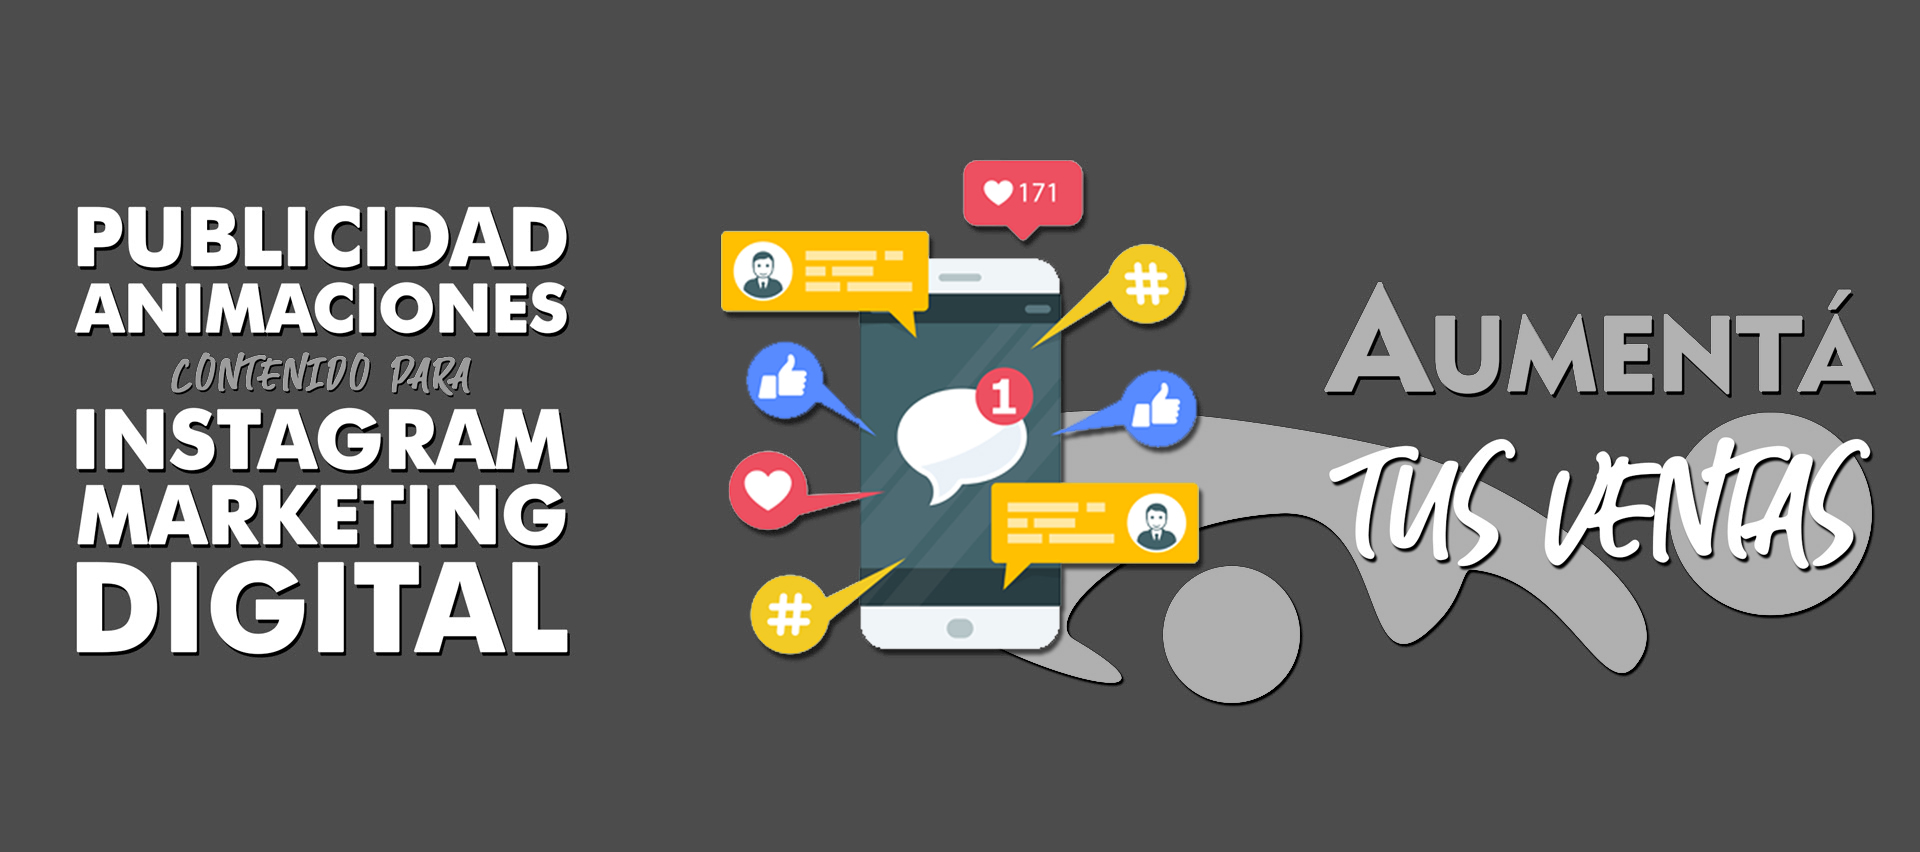 PUBLICIDAD
ANIMACIONES
CONTENIDO PARA
INSTAGRAM
MARKETING
DIGITAL
171
#
1
#
AUMENTÁ
TUS VENTAS